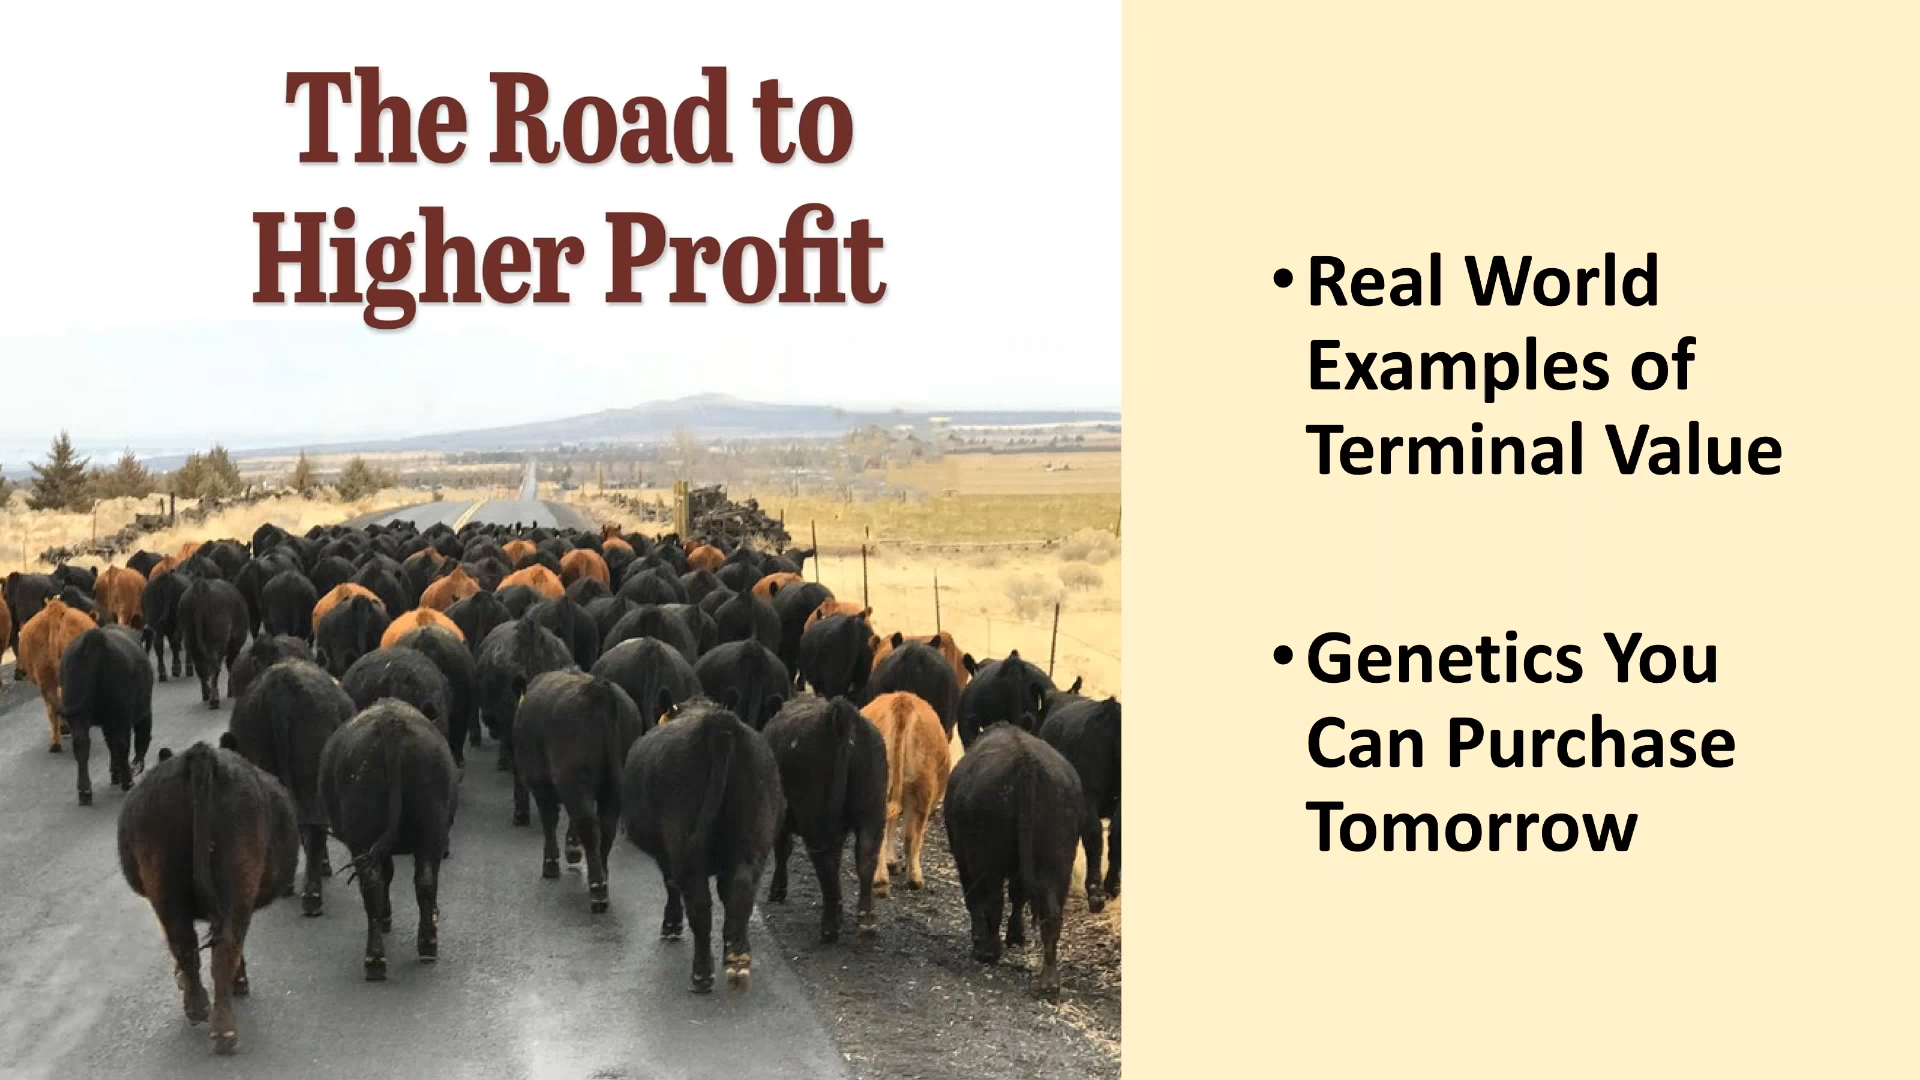 The Road to
Higher Profit
• Real World
Examples of
Terminal Value
• Genetics You
Can Purchase
Tomorrow